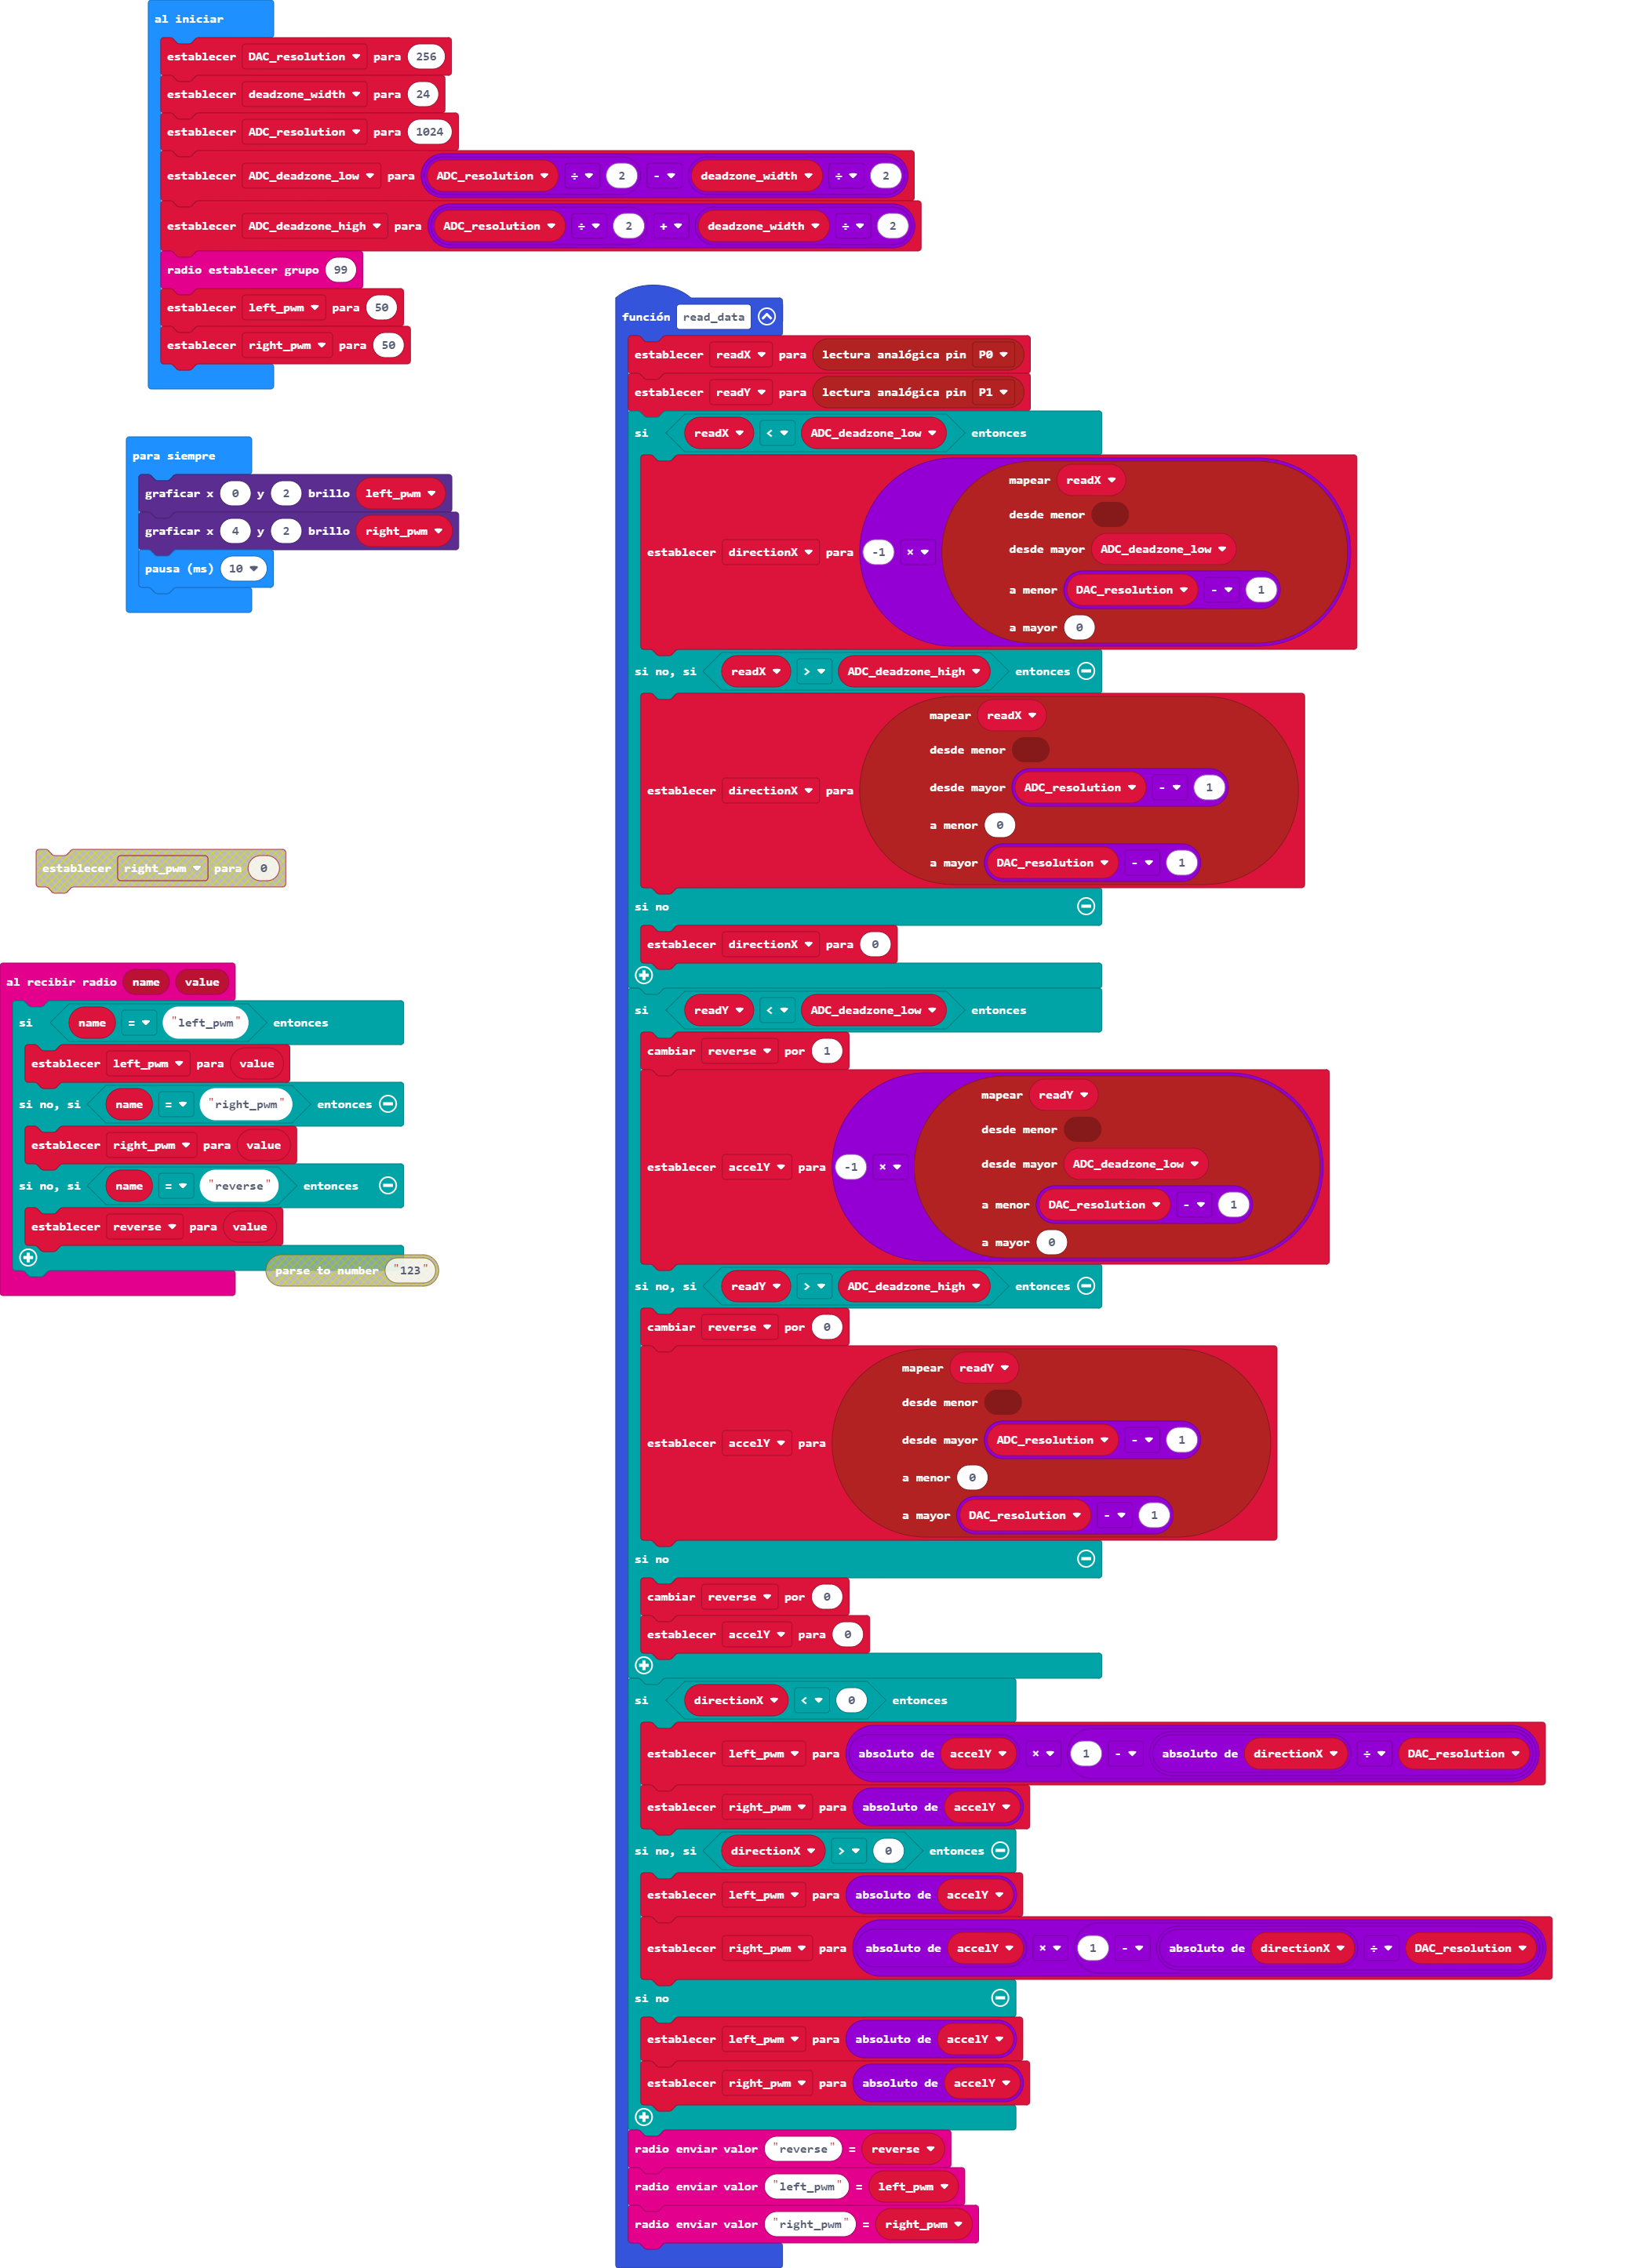 al iniciar
establecer DAC_resolution para 256
establecer deadzone_width para 24
establecer ADC_resolution para 1024
establecer ADC_deadzone_low para ADC_resolution ÷ 2 - deadzone_width ÷ 2
establecer ADC_deadzone_high para ADC_resolution ÷ 2 + deadzone_width ÷ 2
radio establecer grupo 99
establecer left_pwm para 50
establecer right_pwm para 50
para siempre
graficar x 0 y 2 brillo left_pwm
graficar x 4 y 2 brillo right_pwm
pausa (ms) 10
establecer right_pwm para 0
al recibir radio name value
si name = "left_pwm" entonces
establecer left_pwm para value
si no, si name = "right_pwm" entonces
establecer right_pwm para value
si no, si name = "reverse" entonces
establecer reverse para value
parse to number "123"
función read_data
establecer readX para lectura analógica pin P0
establecer readY para lectura analógica pin P1
si readX < ADC_deadzone_low entonces
mapear readX
desde menor
desde mayor ADC_deadzone_low
establecer directionX para -1 ×
a menor DAC_resolution - 1
a mayor 0
si no, si readX > ADC_deadzone_high entonces
mapear readX
desde menor
desde mayor ADC_resolution - 1
establecer directionX para
a menor 0
a mayor DAC_resolution - 1
si no
establecer directionX para 0
si readY < ADC_deadzone_low entonces
cambiar reverse por 1
mapear readY
desde menor
desde mayor ADC_deadzone_low
establecer accelY para -1 ×
a menor DAC_resolution - 1
a mayor 0
si no, si readY > ADC_deadzone_high entonces
cambiar reverse por 0
mapear readY
desde menor
desde mayor ADC_resolution - 1
establecer accelY para
a menor 0
a mayor DAC_resolution - 1
si no
cambiar reverse por 0
establecer accelY para 0
si directionX < 0 entonces
establecer left_pwm para absoluto de accelY × 1 - absoluto de directionX ÷ DAC_resolution
establecer right_pwm para absoluto de accelY
si no, si directionX > 0 entonces
establecer left_pwm para absoluto de accelY
establecer right_pwm para absoluto de accelY × 1 - absoluto de directionX ÷ DAC_resolution
si no
establecer left_pwm para absoluto de accelY
establecer right_pwm para absoluto de accelY
radio enviar valor "reverse" = reverse
radio enviar valor "left_pwm" = left_pwm
radio enviar valor "right_pwm" = right_pwm